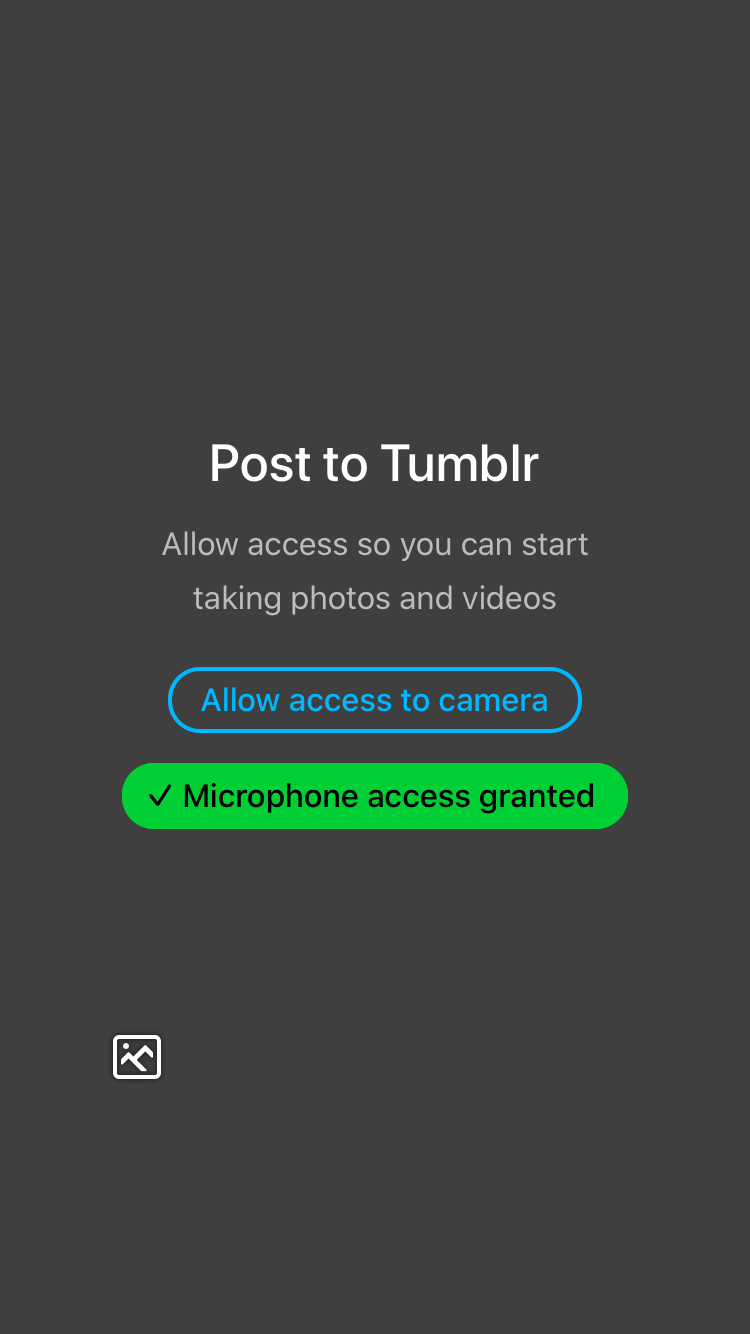 Post to Tumblr
Allow access so you can start
taking photos and videos
Allow access to camera
✓ Microphone access granted